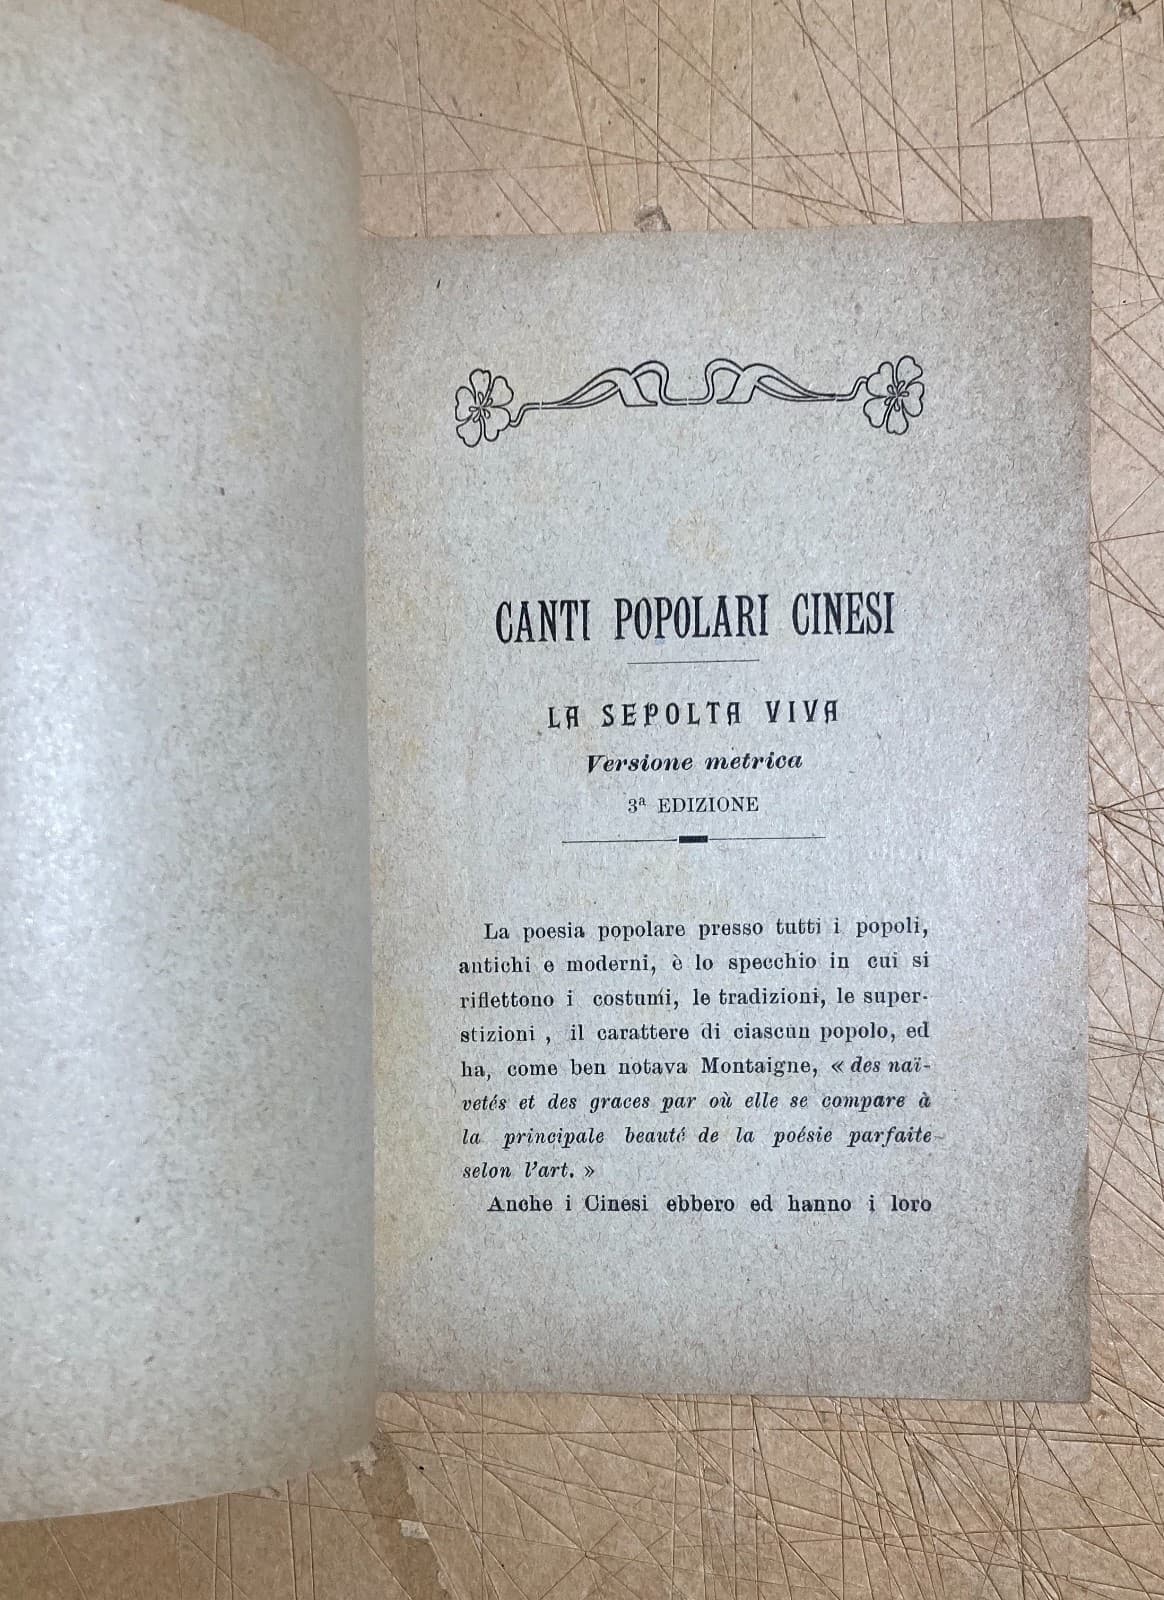 CANTI POPOLARI CINESI
LA SEPOLTA VIVA
Versione metrica
3ª EDIZIONE
La poesia popolare presso tutti i popoli,
antichi e moderni, è lo specchio in cui si
riflettono i costumi, le tradizioni, le super-
stizioni, il carattere di ciascun popolo, ed
ha, come ben notava Montaigne, « des naï-
vetés et des graces par où elle se compare à
la principale beauté de la poésie parfaite
selon l'art. »
Anche i Cinesi ebbero ed hanno i loro